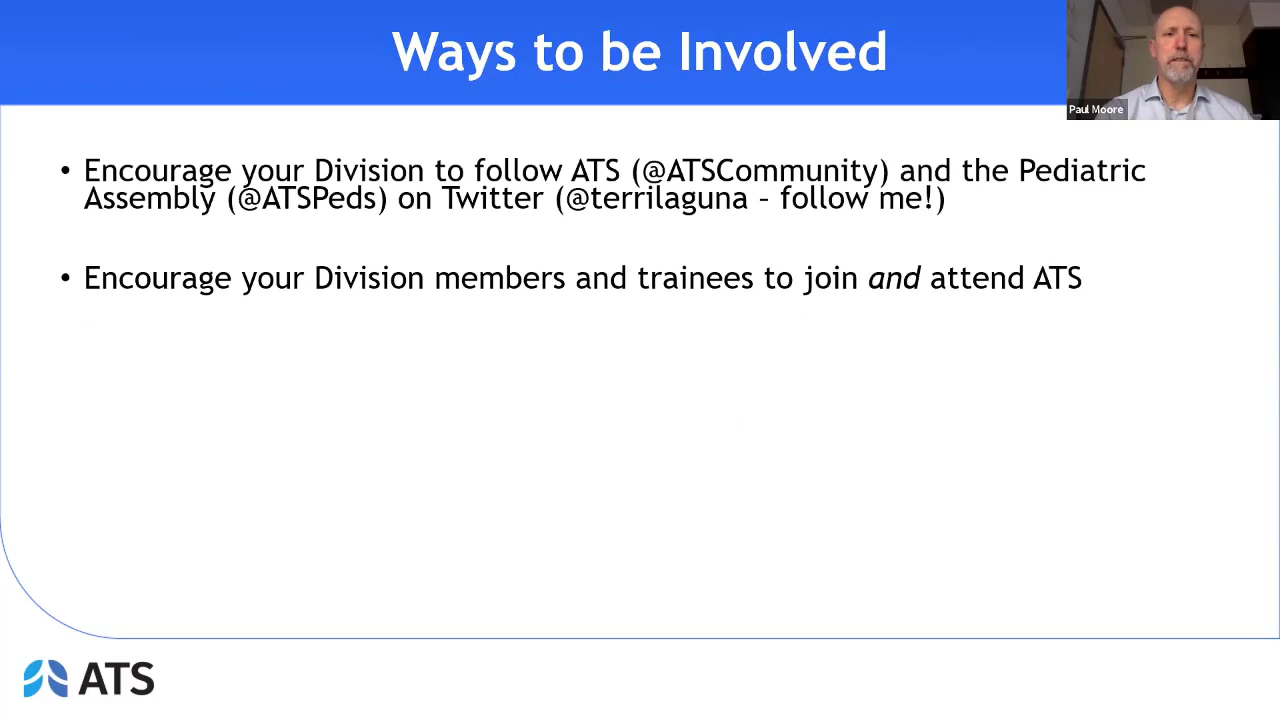 Ways to be Involved
Paul Moore
• Encourage your Division to follow ATS (@ATSCommunity) and the Pediatric
Assembly (@ATSPeds) on Twitter (@terrilaguna – follow me!)
• Encourage your Division members and trainees to join and attend ATS
ATS